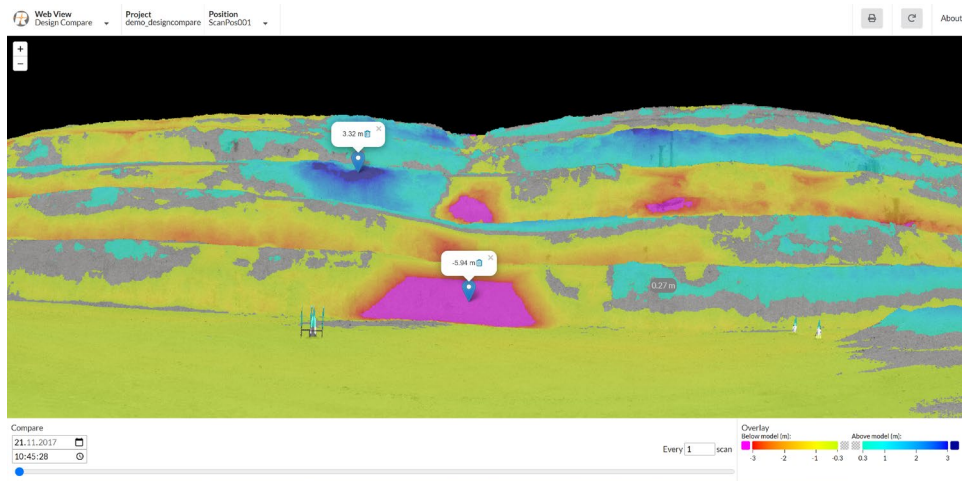 Web View
Design Compare
Project
demo_designcompare
Position
ScanPos001
About
+
−
3.32 m
×
-5.94 m
×
0.27 m
Compare
21.11.2017
10:45:28
Every 1 scan
Overlay
Below model (m): Above model (m):
-3 -2 -1 -0.3 0.3 1 2 3